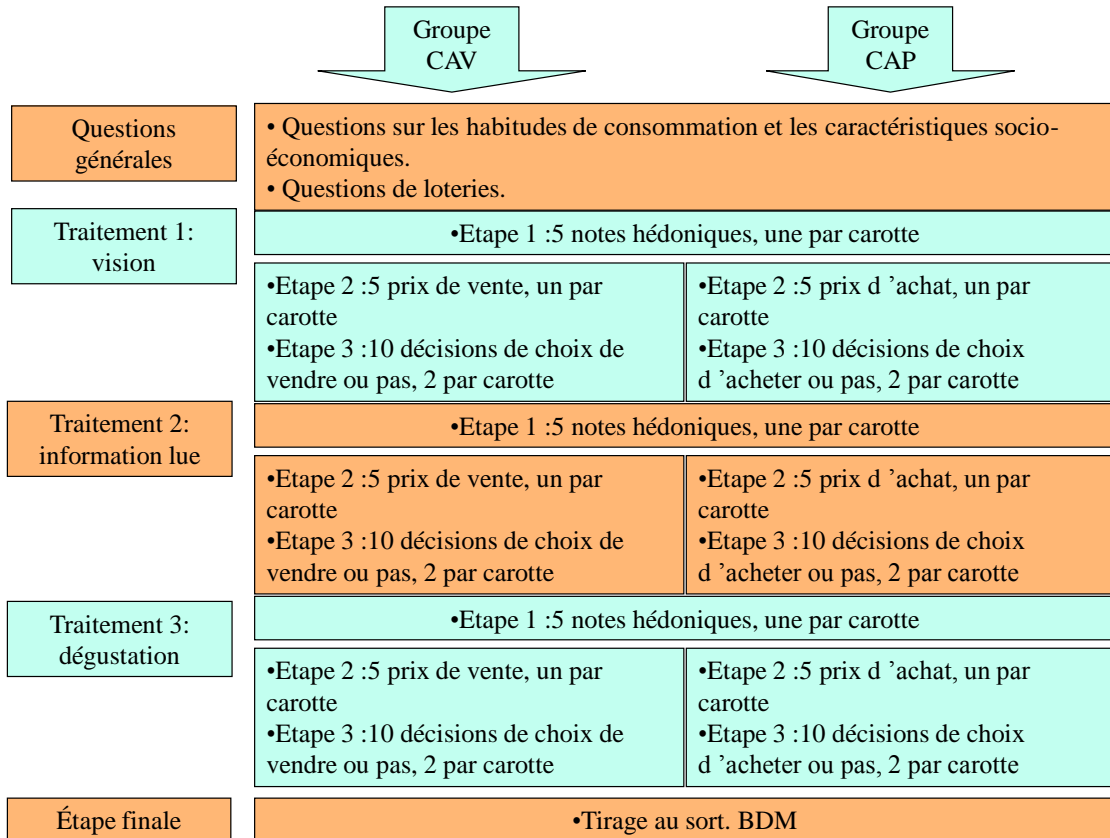 Groupe
CAV
Groupe
CAP
Questions
générales
• Questions sur les habitudes de consommation et les caractéristiques socio-
économiques.
• Questions de loteries.
Traitement 1:
vision
•Etape 1 :5 notes hédoniques, une par carotte
•Etape 2 :5 prix de vente, un par
carotte
•Etape 3 :10 décisions de choix de
vendre ou pas, 2 par carotte
•Etape 2 :5 prix d ’achat, un par
carotte
•Etape 3 :10 décisions de choix
d ’acheter ou pas, 2 par carotte
Traitement 2:
information lue
•Etape 1 :5 notes hédoniques, une par carotte
•Etape 2 :5 prix de vente, un par
carotte
•Etape 3 :10 décisions de choix de
vendre ou pas, 2 par carotte
•Etape 2 :5 prix d ’achat, un par
carotte
•Etape 3 :10 décisions de choix
d ’acheter ou pas, 2 par carotte
Traitement 3:
dégustation
•Etape 1 :5 notes hédoniques, une par carotte
•Etape 2 :5 prix de vente, un par
carotte
•Etape 3 :10 décisions de choix de
vendre ou pas, 2 par carotte
•Etape 2 :5 prix d ’achat, un par
carotte
•Etape 3 :10 décisions de choix
d ’acheter ou pas, 2 par carotte
Étape finale
•Tirage au sort. BDM